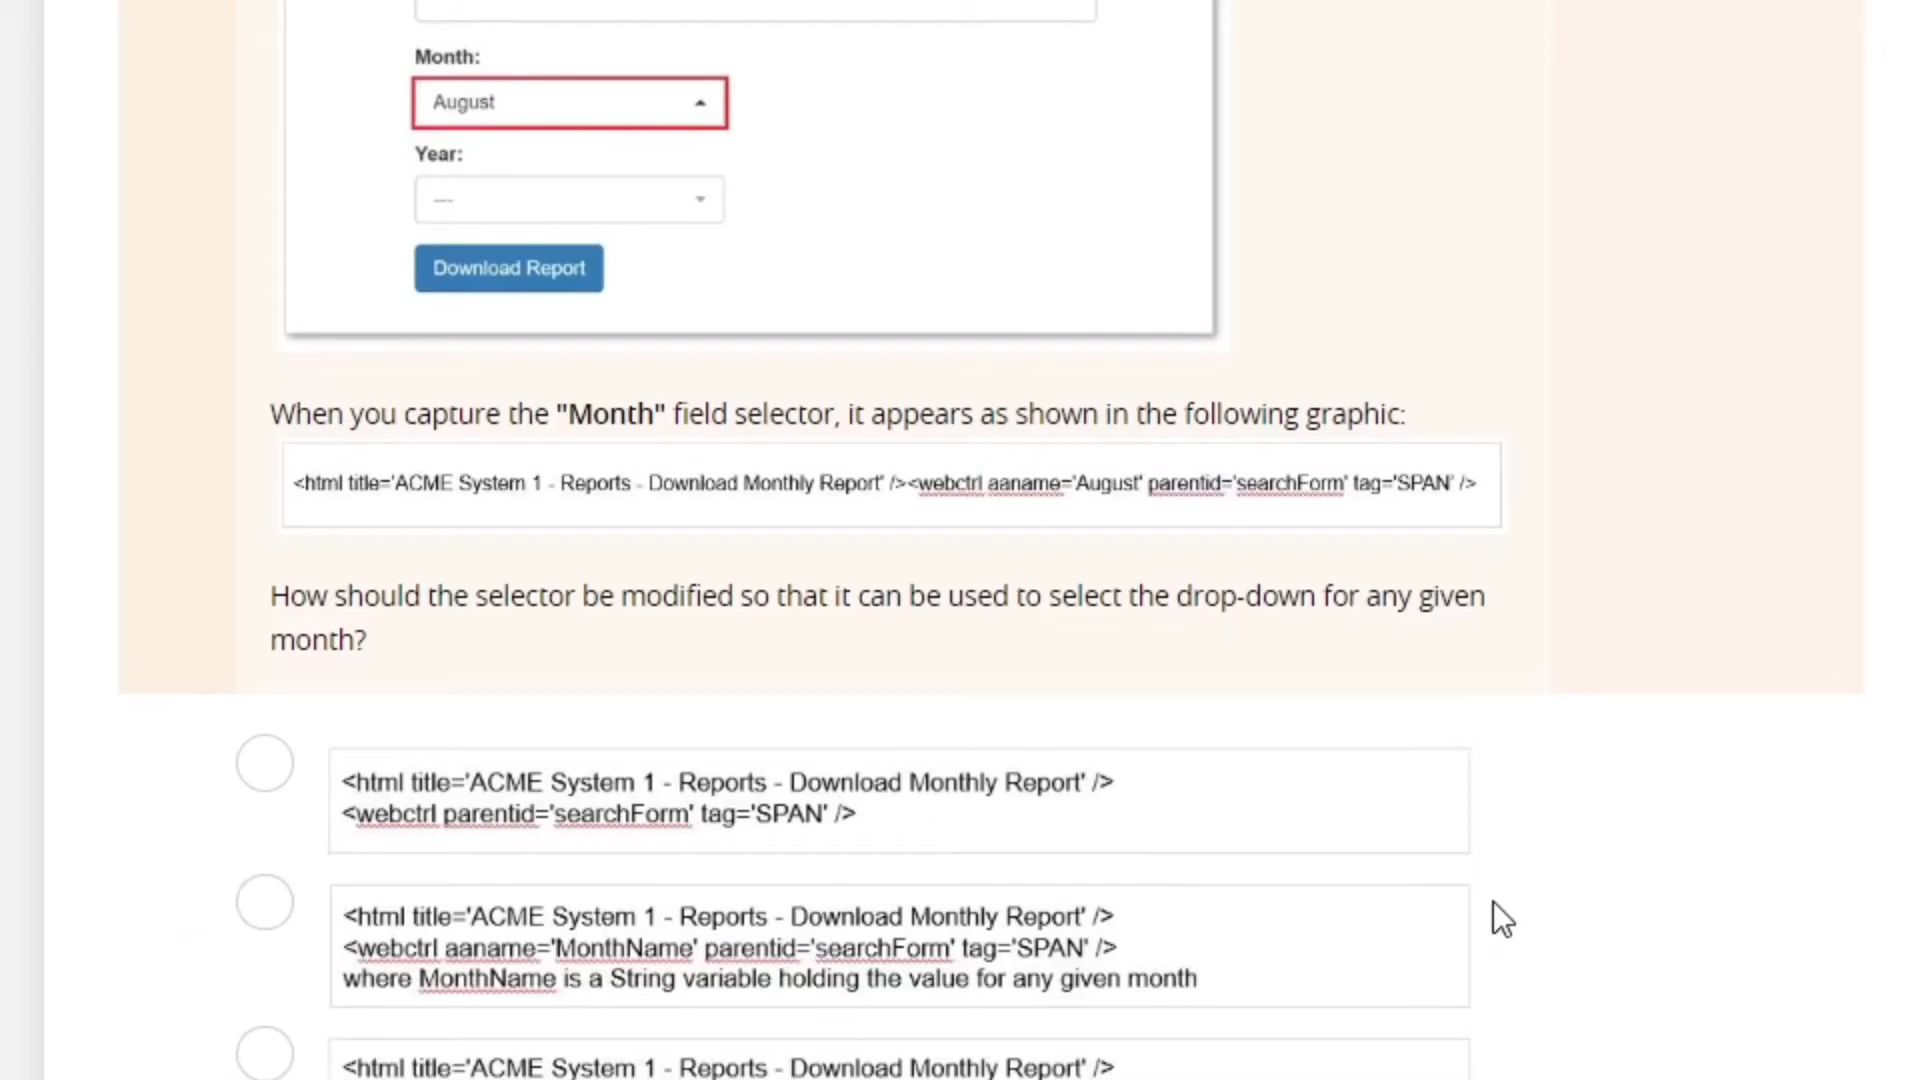 Month:
August
Year:
---
Download Report
When you capture the "Month" field selector, it appears as shown in the following graphic:
<html title='ACME System 1 - Reports - Download Monthly Report' /><webctrl aaname='August' parentid='searchForm' tag='SPAN' />
How should the selector be modified so that it can be used to select the drop-down for any given
month?
<html title='ACME System 1 - Reports - Download Monthly Report' />
<webctrl parentid='searchForm' tag='SPAN' />
<html title='ACME System 1 - Reports - Download Monthly Report' />
<webctrl aaname='MonthName' parentid='searchForm' tag='SPAN' />
where MonthName is a String variable holding the value for any given month
<html title='ACME System 1 - Reports - Download Monthly Report' />